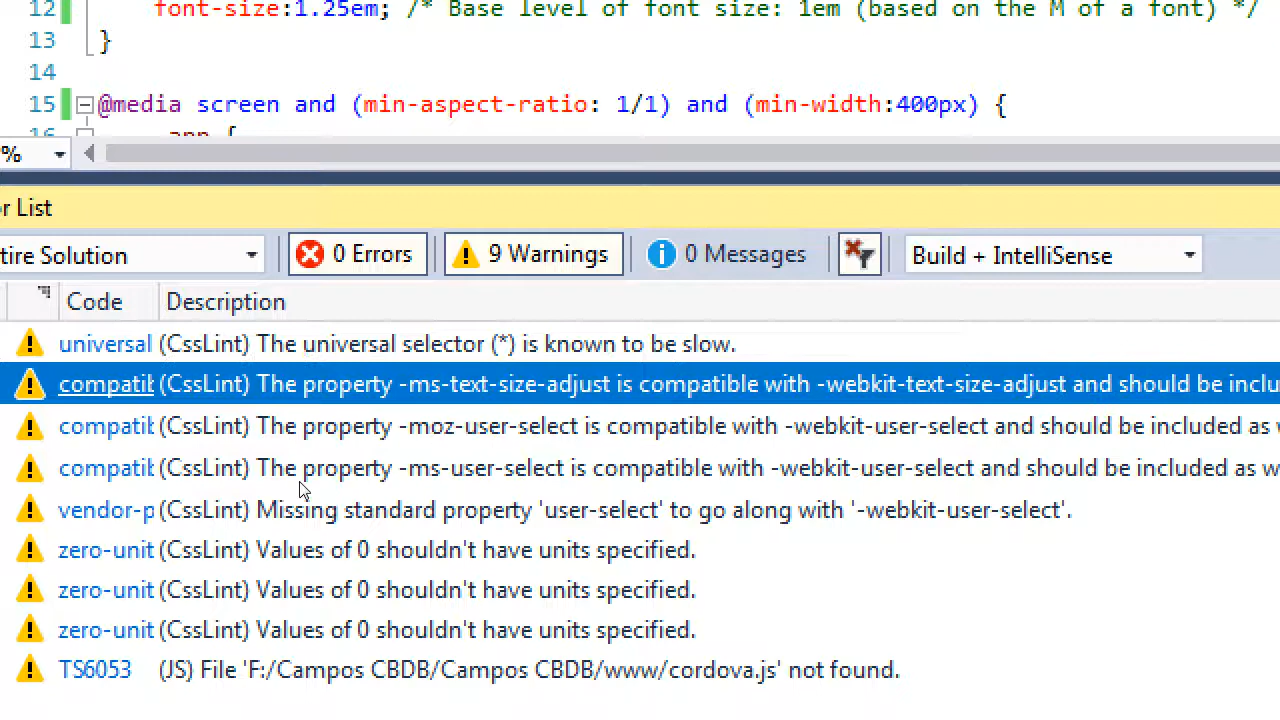 12 font-size:1.25em; /* Base level of font size: 1em (based on the M of a font) */
13 }
14
15 @media screen and (min-aspect-ratio: 1/1) and (min-width:400px) {
16 .app {
%
r List
tire Solution 0 Errors 9 Warnings 0 Messages Build + IntelliSense
Code Description
universal (CssLint) The universal selector (*) is known to be slow.
compatib (CssLint) The property -ms-text-size-adjust is compatible with -webkit-text-size-adjust and should be inclu
compatib (CssLint) The property -moz-user-select is compatible with -webkit-user-select and should be included as w
compatib (CssLint) The property -ms-user-select is compatible with -webkit-user-select and should be included as w
vendor-p (CssLint) Missing standard property 'user-select' to go along with '-webkit-user-select'.
zero-unit (CssLint) Values of 0 shouldn't have units specified.
zero-unit (CssLint) Values of 0 shouldn't have units specified.
zero-unit (CssLint) Values of 0 shouldn't have units specified.
TS6053 (JS) File 'F:/Campos CBDB/Campos CBDB/www/cordova.js' not found.